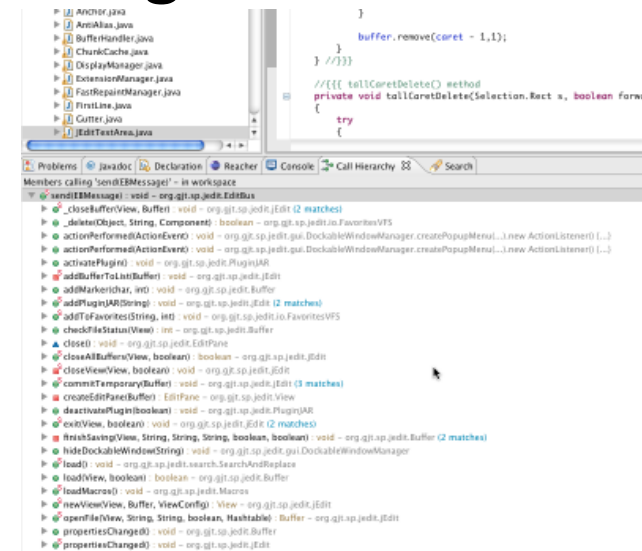 Anchor.java
AntiAlias.java
BufferHandler.java
ChunkCache.java
DisplayManager.java
ExtensionManager.java
FastRepaintManager.java
FirstLine.java
Gutter.java
JEditTextArea.java
}
buffer.remove(caret - 1,1);
}
} //}}}
//{{{ tallCaretDelete() method
private void tallCaretDelete(Selection.Rect s, boolean forw
{
try
{
Problems Javadoc Declaration Reacher Console Call Hierarchy Search
Members calling 'send(EBMessage)' - in workspace
send(EBMessage) : void - org.gjt.sp.jedit.EditBus
_closeBuffer(View, Buffer) : void - org.gjt.sp.jedit.jEdit (2 matches)
_delete(Object, String, Component) : boolean - org.gjt.sp.jedit.io.FavoritesVFS
actionPerformed(ActionEvent) : void - org.gjt.sp.jedit.gui.DockableWindowManager.createPopupMenu(...).new ActionListener() {...}
actionPerformed(ActionEvent) : void - org.gjt.sp.jedit.gui.DockableWindowManager.createPopupMenu(...).new ActionListener() {...}
activatePlugin() : void - org.gjt.sp.jedit.PluginJAR
addBufferToList(Buffer) : void - org.gjt.sp.jedit.jEdit
addMarker(char, int) : void - org.gjt.sp.jedit.Buffer
addPluginJAR(String) : void - org.gjt.sp.jedit.jEdit (2 matches)
addToFavorites(String, int) : void - org.gjt.sp.jedit.io.FavoritesVFS
checkFileStatus(View) : int - org.gjt.sp.jedit.Buffer
close() : void - org.gjt.sp.jedit.EditPane
closeAllBuffers(View, boolean) : boolean - org.gjt.sp.jedit.jEdit
closeView(View, boolean) : void - org.gjt.sp.jedit.jEdit
commitTemporary(Buffer) : void - org.gjt.sp.jedit.jEdit (3 matches)
createEditPane(Buffer) : EditPane - org.gjt.sp.jedit.View
deactivatePlugin(boolean) : void - org.gjt.sp.jedit.PluginJAR
exit(View, boolean) : void - org.gjt.sp.jedit.jEdit (2 matches)
finishSaving(View, String, String, String, boolean, boolean) : void - org.gjt.sp.jedit.Buffer (2 matches)
hideDockableWindow(String) : void - org.gjt.sp.jedit.gui.DockableWindowManager
load() : void - org.gjt.sp.jedit.search.SearchAndReplace
load(View, boolean) : boolean - org.gjt.sp.jedit.Buffer
loadMacros() : void - org.gjt.sp.jedit.Macros
newView(View, Buffer, ViewConfig) : View - org.gjt.sp.jedit.jEdit
openFile(View, String, String, boolean, Hashtable) : Buffer - org.gjt.sp.jedit.jEdit
propertiesChanged() : void - org.gjt.sp.jedit.Buffer
propertiesChanged() : void - org.gjt.sp.jedit.jEdit